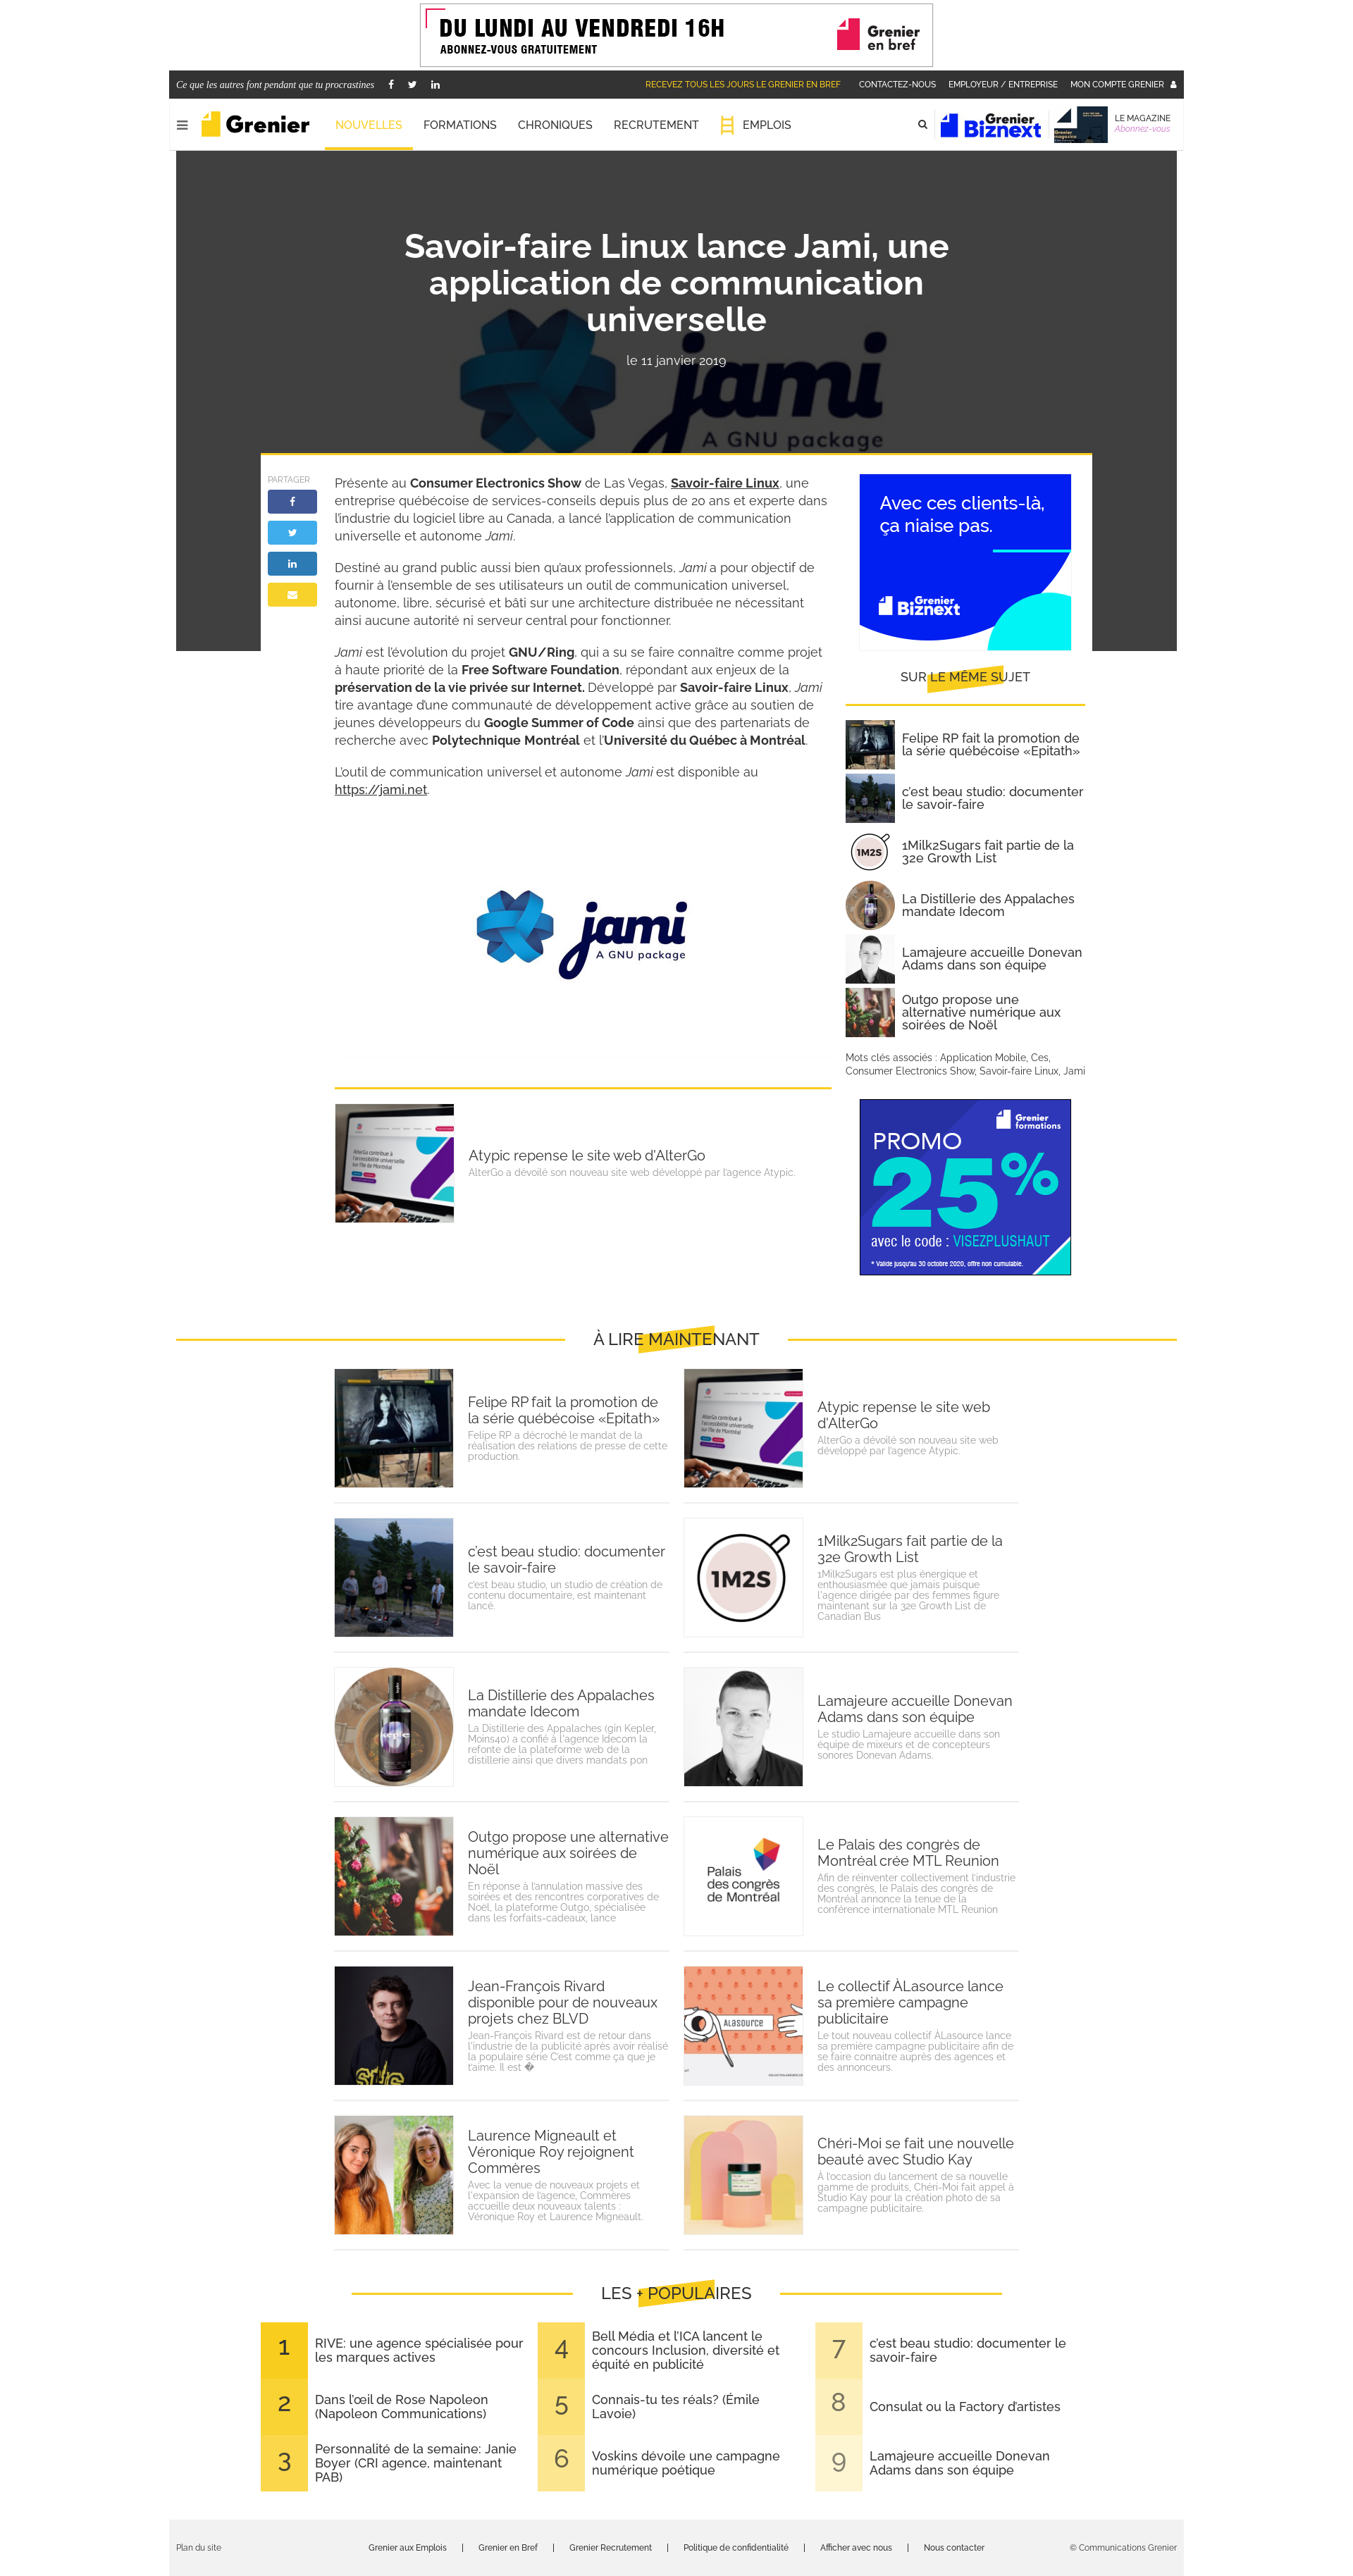 DU LUNDI AU VENDREDI 16H
ABONNEZ-VOUS GRATUITEMENT
Grenier
en bref
Ce que les autres font pendant que tu procrastines
RECEVEZ TOUS LES JOURS LE GRENIER EN BREF
CONTACTEZ-NOUS
EMPLOYEUR / ENTREPRISE
MON COMPTE GRENIER
Grenier
NOUVELLES
FORMATIONS
CHRONIQUES
RECRUTEMENT
EMPLOIS
Grenier
Biznext
LE MAGAZINE
Abonnez-vous
Savoir-faire Linux lance Jami, une
application de communication
universelle
le 11 janvier 2019
jami
A GNU package
PARTAGER
Présente au Consumer Electronics Show de Las Vegas, Savoir-faire Linux, une
entreprise québécoise de services-conseils depuis plus de 20 ans et experte dans
l'industrie du logiciel libre au Canada, a lancé l'application de communication
universelle et autonome Jami.
Destiné au grand public aussi bien qu'aux professionnels, Jami a pour objectif de
fournir à l'ensemble de ses utilisateurs un outil de communication universel,
autonome, libre, sécurisé et bâti sur une architecture distribuée ne nécessitant
ainsi aucune autorité ni serveur central pour fonctionner.
Jami est l'évolution du projet GNU/Ring, qui a su se faire connaître comme projet
à haute priorité de la Free Software Foundation, répondant aux enjeux de la
préservation de la vie privée sur Internet. Développé par Savoir-faire Linux, Jami
tire avantage d'une communauté de développement active grâce au soutien de
jeunes développeurs du Google Summer of Code ainsi que des partenariats de
recherche avec Polytechnique Montréal et l'Université du Québec à Montréal.
L'outil de communication universel et autonome Jami est disponible au
https://jami.net.
jami
A GNU package
Atypic repense le site web d'AlterGo
AlterGo a dévoilé son nouveau site web développé par l'agence Atypic.
Avec ces clients-là,
ça niaise pas.
Grenier
Biznext
SUR LE MÊME SUJET
Felipe RP fait la promotion de
la série québécoise «Epitath»
c'est beau studio: documenter
le savoir-faire
1M2S
1Milk2Sugars fait partie de la
32e Growth List
La Distillerie des Appalaches
mandate Idecom
Lamajeure accueille Donevan
Adams dans son équipe
Outgo propose une
alternative numérique aux
soirées de Noël
Mots clés associés : Application Mobile, Ces,
Consumer Electronics Show, Savoir-faire Linux, Jami
Grenier
formations
PROMO
25%
avec le code : VISEZPLUSHAUT
* Valide jusqu'au 30 octobre 2020, offre non cumulable.
À LIRE MAINTENANT
Felipe RP fait la promotion de
la série québécoise «Epitath»
Felipe RP a décroché le mandat de la
réalisation des relations de presse de cette
production.
Atypic repense le site web
d'AlterGo
AlterGo a dévoilé son nouveau site web
développé par l'agence Atypic.
c'est beau studio: documenter
le savoir-faire
c'est beau studio, un studio de création de
contenu documentaire, est maintenant
lancé.
1M2S
1Milk2Sugars fait partie de la
32e Growth List
1Milk2Sugars est plus énergique et
enthousiasmée que jamais puisque
l'agence dirigée par des femmes figure
maintenant sur la 32e Growth List de
Canadian Bus
La Distillerie des Appalaches
mandate Idecom
La Distillerie des Appalaches (gin Kepler,
Moins40) a confié à l'agence Idecom la
refonte de la plateforme web de la
distillerie ainsi que divers mandats pon
Lamajeure accueille Donevan
Adams dans son équipe
Le studio Lamajeure accueille dans son
équipe de mixeurs et de concepteurs
sonores Donevan Adams.
Outgo propose une alternative
numérique aux soirées de
Noël
En réponse à l'annulation massive des
soirées et des rencontres corporatives de
Noël, la plateforme Outgo, spécialisée
dans les forfaits-cadeaux, lance
Palais
des congrès
de Montréal
Le Palais des congrès de
Montréal crée MTL Reunion
Afin de réinventer collectivement l'industrie
des congrès, le Palais des congrès de
Montréal annonce la tenue de la
conférence internationale MTL Reunion
Jean-François Rivard
disponible pour de nouveaux
projets chez BLVD
Jean-François Rivard est de retour dans
l'industrie de la publicité après avoir réalisé
la populaire série C'est comme ça que je
t'aime. Il est �
ALASOURCE
Le collectif ÀLasource lance
sa première campagne
publicitaire
Le tout nouveau collectif ÀLasource lance
sa première campagne publicitaire afin de
se faire connaitre auprès des agences et
des annonceurs.
Laurence Migneault et
Véronique Roy rejoignent
Commères
Avec la venue de nouveaux projets et
l'expansion de l'agence, Commères
accueille deux nouveaux talents :
Véronique Roy et Laurence Migneault.
Chéri-Moi se fait une nouvelle
beauté avec Studio Kay
À l'occasion du lancement de sa nouvelle
gamme de produits, Chéri-Moi fait appel à
Studio Kay pour la création photo de sa
campagne publicitaire.
LES + POPULAIRES
1
RIVE: une agence spécialisée pour
les marques actives
2
Dans l'œil de Rose Napoleon
(Napoleon Communications)
3
Personnalité de la semaine: Janie
Boyer (CRI agence, maintenant
PAB)
4
Bell Média et l'ICA lancent le
concours Inclusion, diversité et
équité en publicité
5
Connais-tu tes réals? (Émile
Lavoie)
6
Voskins dévoile une campagne
numérique poétique
7
c'est beau studio: documenter le
savoir-faire
8
Consulat ou la Factory d'artistes
9
Lamajeure accueille Donevan
Adams dans son équipe
Plan du site
Grenier aux Emplois | Grenier en Bref | Grenier Recrutement | Politique de confidentialité | Afficher avec nous | Nous contacter
© Communications Grenier